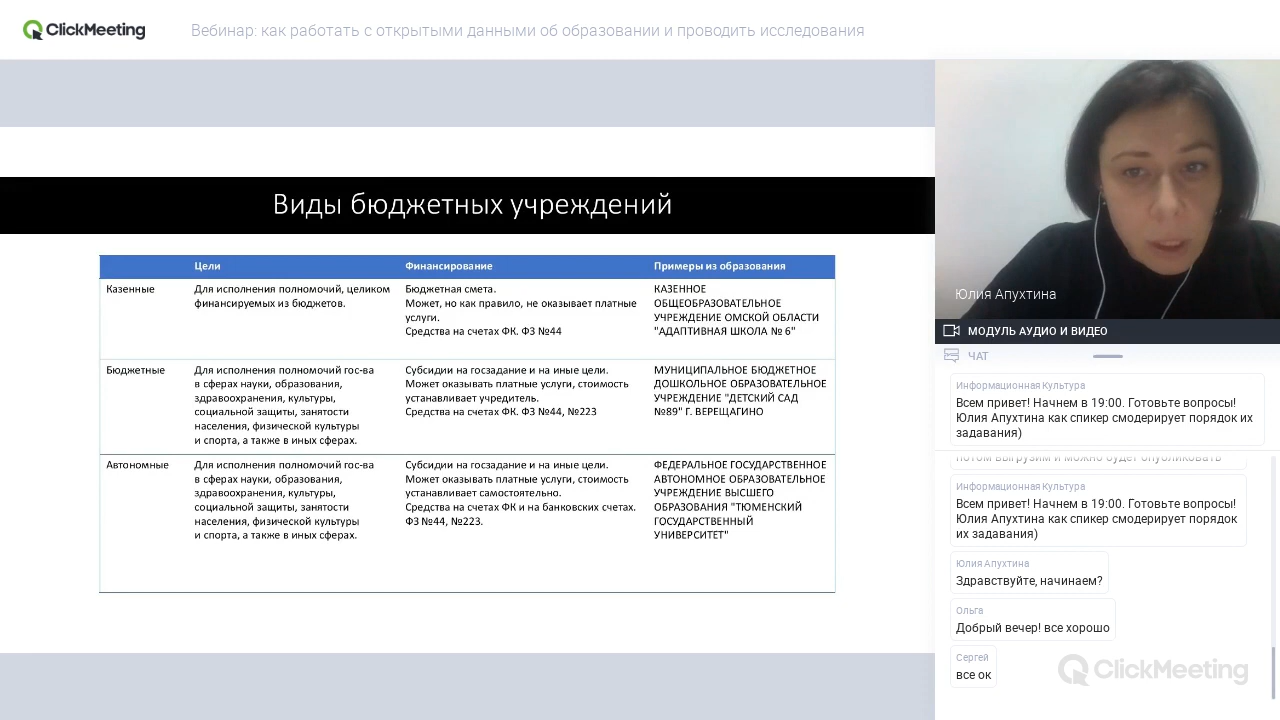 ClickMeeting
Вебинар: как работать с открытыми данными об образовании и проводить исследования
Виды бюджетных учреждений
Цели
Финансирование
Примеры из образования
Казенные
Для исполнения полномочий, целиком
финансируемых из бюджетов.
Бюджетная смета.
Может, но как правило, не оказывает платные
услуги.
Средства на счетах ФК. ФЗ №44
КАЗЕННОЕ
ОБЩЕОБРАЗОВАТЕЛЬНОЕ
УЧРЕЖДЕНИЕ ОМСКОЙ ОБЛАСТИ
"АДАПТИВНАЯ ШКОЛА № 6"
Бюджетные
Для исполнения полномочий гос-ва
в сферах науки, образования,
здравоохранения, культуры,
социальной защиты, занятости
населения, физической культуры
и спорта, а также в иных сферах.
Субсидии на госзадание и на иные цели.
Может оказывать платные услуги, стоимость
устанавливает учредитель.
Средства на счетах ФК. ФЗ №44, №223
МУНИЦИПАЛЬНОЕ БЮДЖЕТНОЕ
ДОШКОЛЬНОЕ ОБРАЗОВАТЕЛЬНОЕ
УЧРЕЖДЕНИЕ "ДЕТСКИЙ САД
№89" Г. ВЕРЕЩАГИНО
Автономные
Для исполнения полномочий гос-ва
в сферах науки, образования,
здравоохранения, культуры,
социальной защиты, занятости
населения, физической культуры
и спорта, а также в иных сферах.
Субсидии на госзадание и на иные цели.
Может оказывать платные услуги, стоимость
устанавливает самостоятельно.
Средства на счетах ФК и на банковских счетах.
ФЗ №44, №223.
ФЕДЕРАЛЬНОЕ ГОСУДАРСТВЕННОЕ
АВТОНОМНОЕ ОБРАЗОВАТЕЛЬНОЕ
УЧРЕЖДЕНИЕ ВЫСШЕГО
ОБРАЗОВАНИЯ "ТЮМЕНСКИЙ
ГОСУДАРСТВЕННЫЙ
УНИВЕРСИТЕТ"
Юлия Апухтина
МОДУЛЬ АУДИО И ВИДЕО
ЧАТ
Информационная Культура
Всем привет! Начнем в 19:00. Готовьте вопросы!
Юлия Апухтина как спикер смодерирует порядок их
задавания)
потом выгрузим и можно будет опубликовать
Информационная Культура
Всем привет! Начнем в 19:00. Готовьте вопросы!
Юлия Апухтина как спикер смодерирует порядок
их задавания)
Юлия Апухтина
Здравствуйте, начинаем?
Ольга
Добрый вечер! все хорошо
Сергей
все ок
ClickMeeting